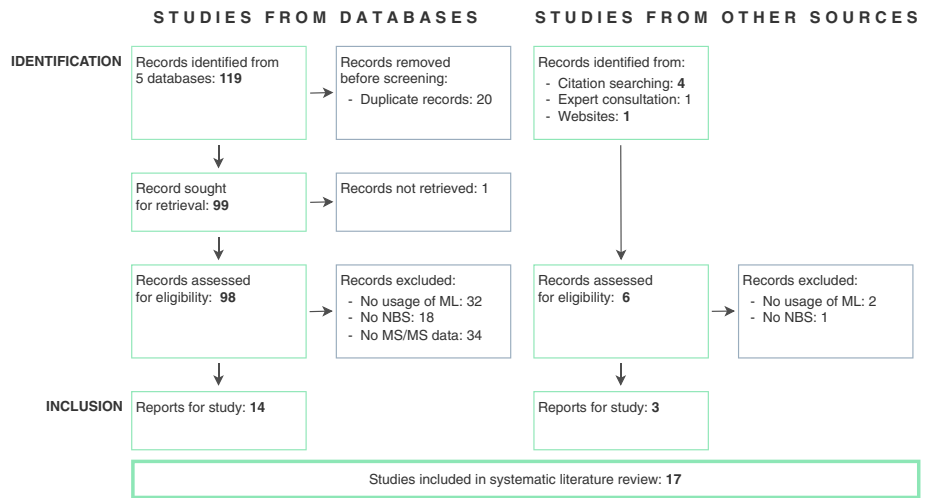 STUDIES FROM DATABASES
STUDIES FROM OTHER SOURCES
IDENTIFICATION
Records identified from
5 databases: 119
Records removed
before screening:
- Duplicate records: 20
Records identified from:
- Citation searching: 4
- Expert consultation: 1
- Websites: 1
Record sought
for retrieval: 99
Records not retrieved: 1
Records assessed
for eligibility: 98
Records excluded:
- No usage of ML: 32
- No NBS: 18
- No MS/MS data: 34
Records assessed
for eligibility: 6
Records excluded:
- No usage of ML: 2
- No NBS: 1
INCLUSION
Reports for study: 14
Reports for study: 3
Studies included in systematic literature review: 17